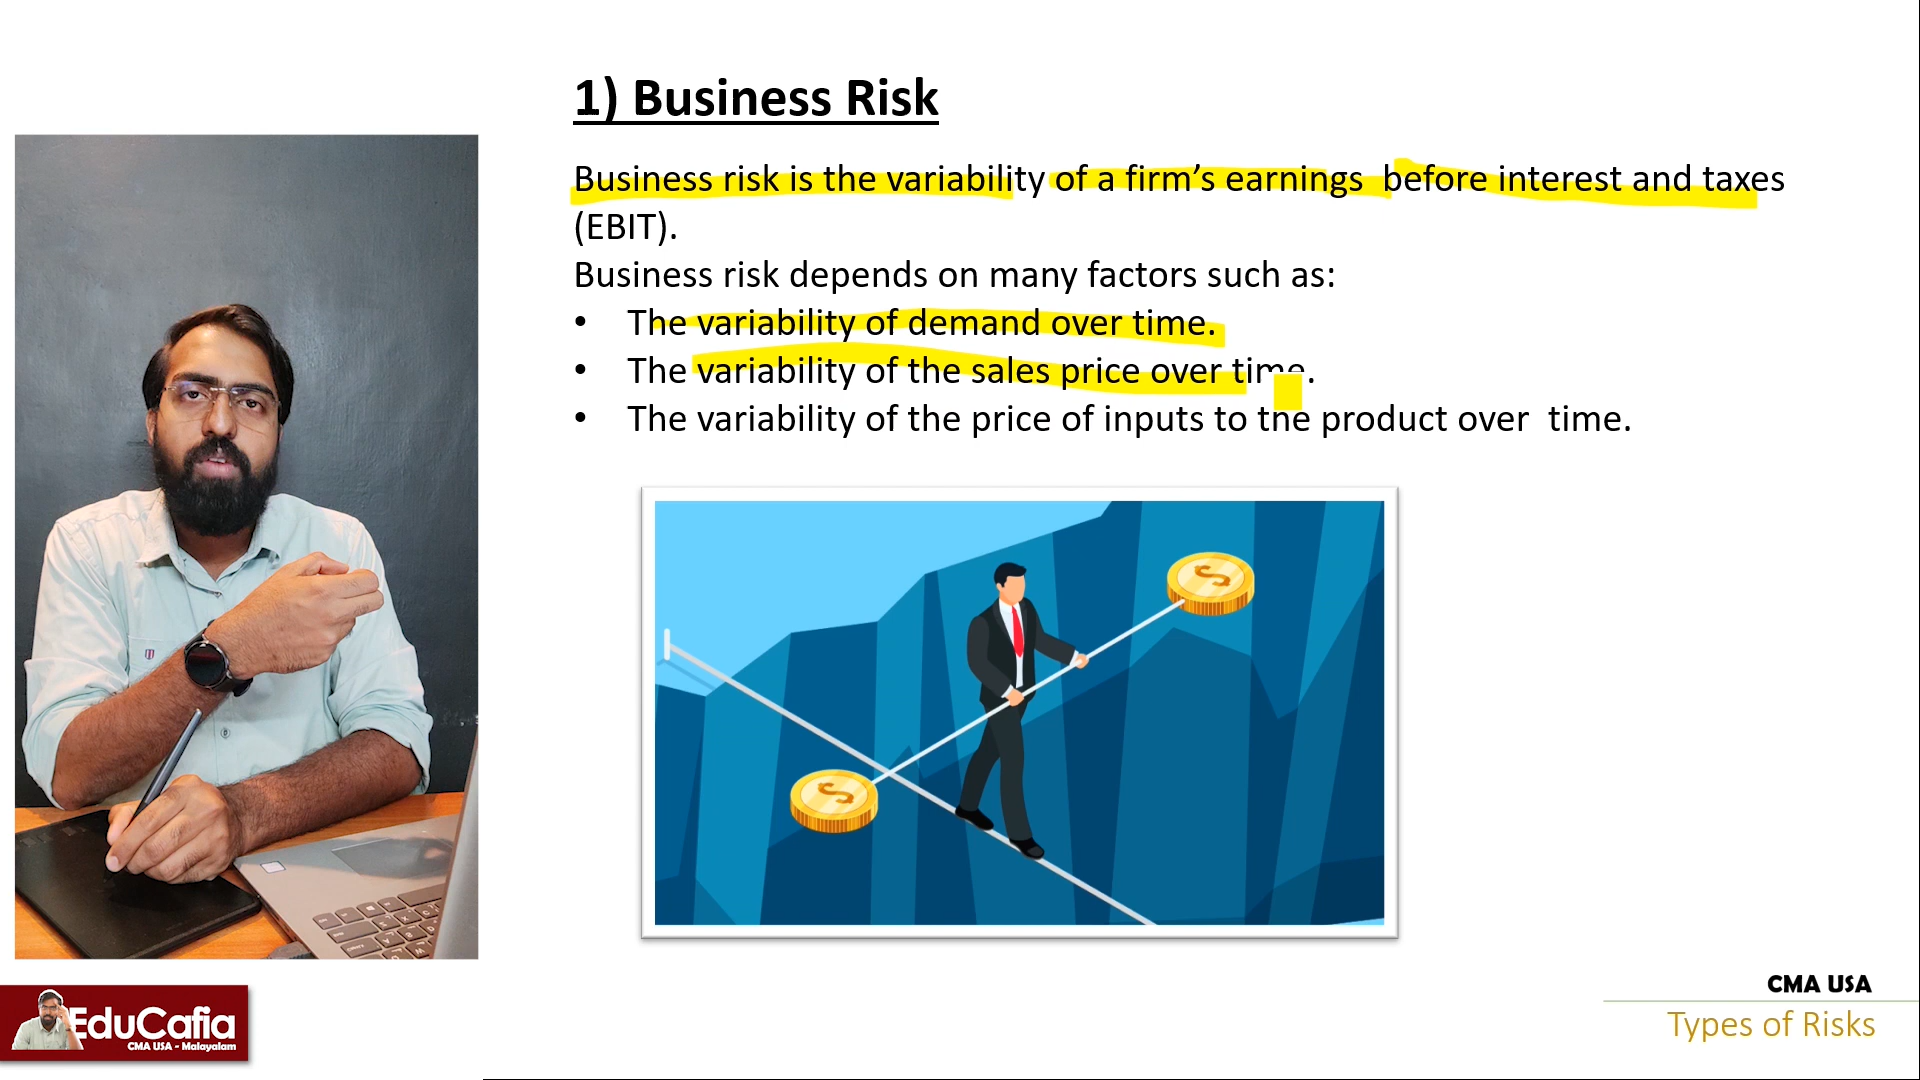 1) Business Risk
Business risk is the variability of a firm’s earnings before interest and taxes
(EBIT).
Business risk depends on many factors such as:
• The variability of demand over time.
• The variability of the sales price over time.
• The variability of the price of inputs to the product over time.
EduCafia
CMA USA - Malayalam
CMA USA
Types of Risks